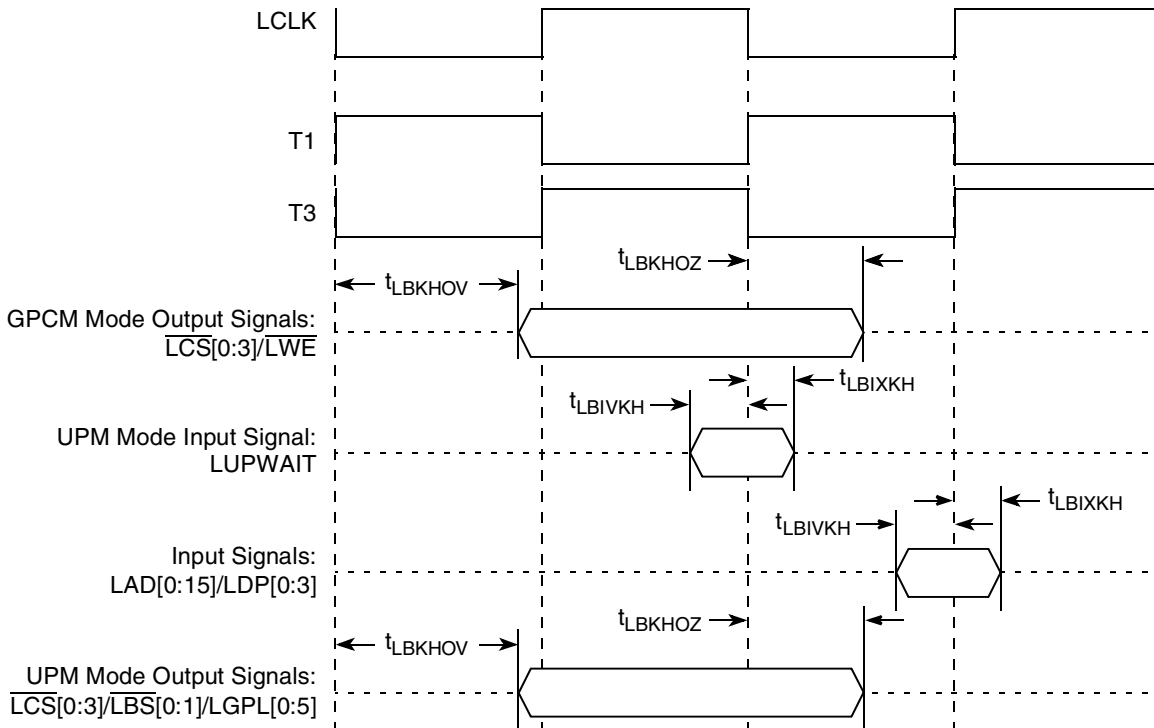 LCLK
T1
T3
tLBKHOZ
tLBKHOV
GPCM Mode Output Signals:
LCS[0:3]/LWE
tLBIXKH
tLBIVKH
UPM Mode Input Signal:
LUPWAIT
tLBIXKH
tLBIVKH
Input Signals:
LAD[0:15]/LDP[0:3]
tLBKHOZ
tLBKHOV
UPM Mode Output Signals:
LCS[0:3]/LBS[0:1]/LGPL[0:5]